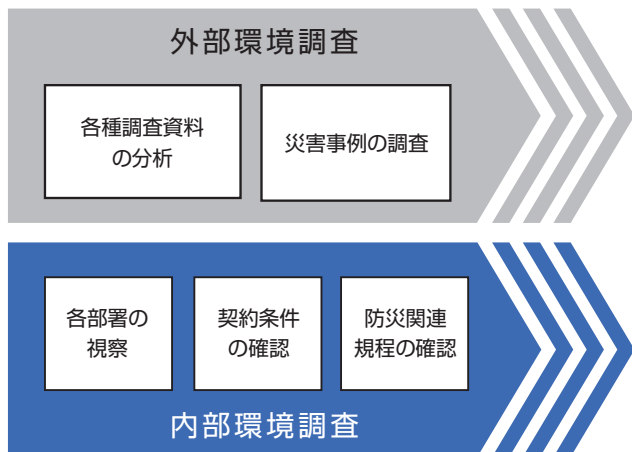 外部環境調査
各種調査資料
の分析
災害事例の調査
各部署の
視察
契約条件
の確認
防災関連
規程の確認
内部環境調査